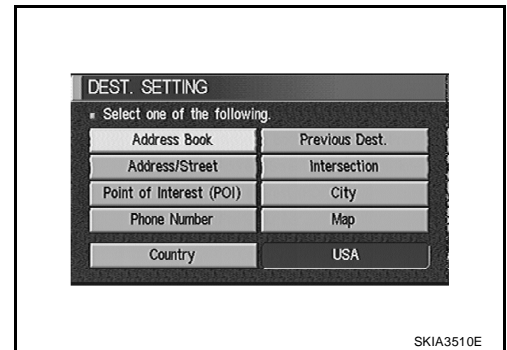 DEST. SETTING
▪ Select one of the following.
Address Book
Previous Dest.
Address/Street
Intersection
Point of Interest (POI)
City
Phone Number
Map
Country
USA
SKIA3510E